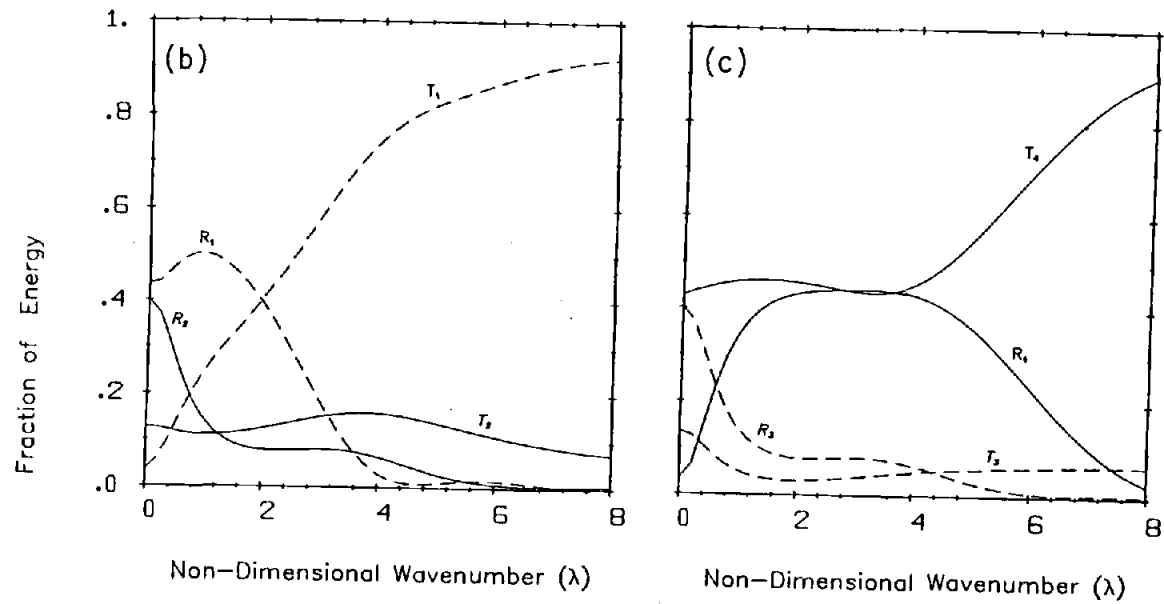 Fraction of Energy
1.
.8
.6
.4
.2
.0
(b)
T₁
R₁
R₂
T₂
0 2 4 6 8
Non-Dimensional Wavenumber (λ)
(c)
T₄
R₄
R₃
T₃
0 2 4 6 8
Non-Dimensional Wavenumber (λ)